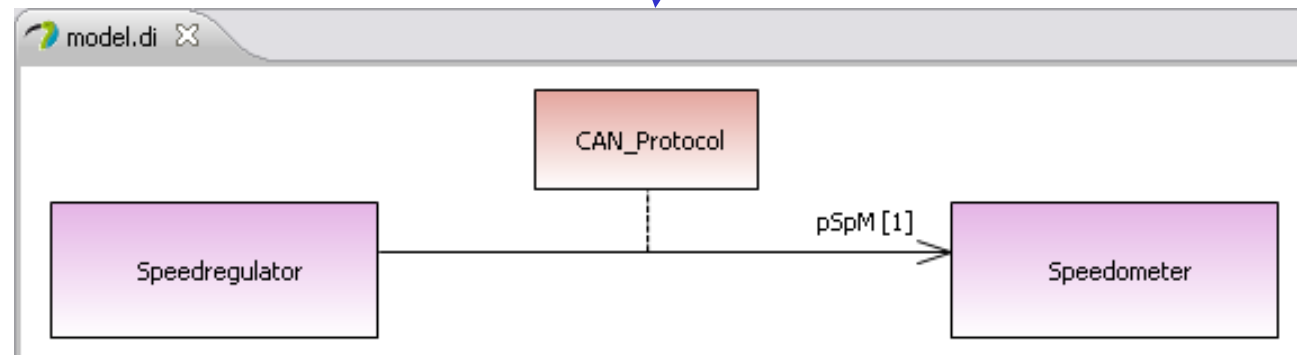 model.di
CAN_Protocol
pSpM [1]
Speedregulator
Speedometer